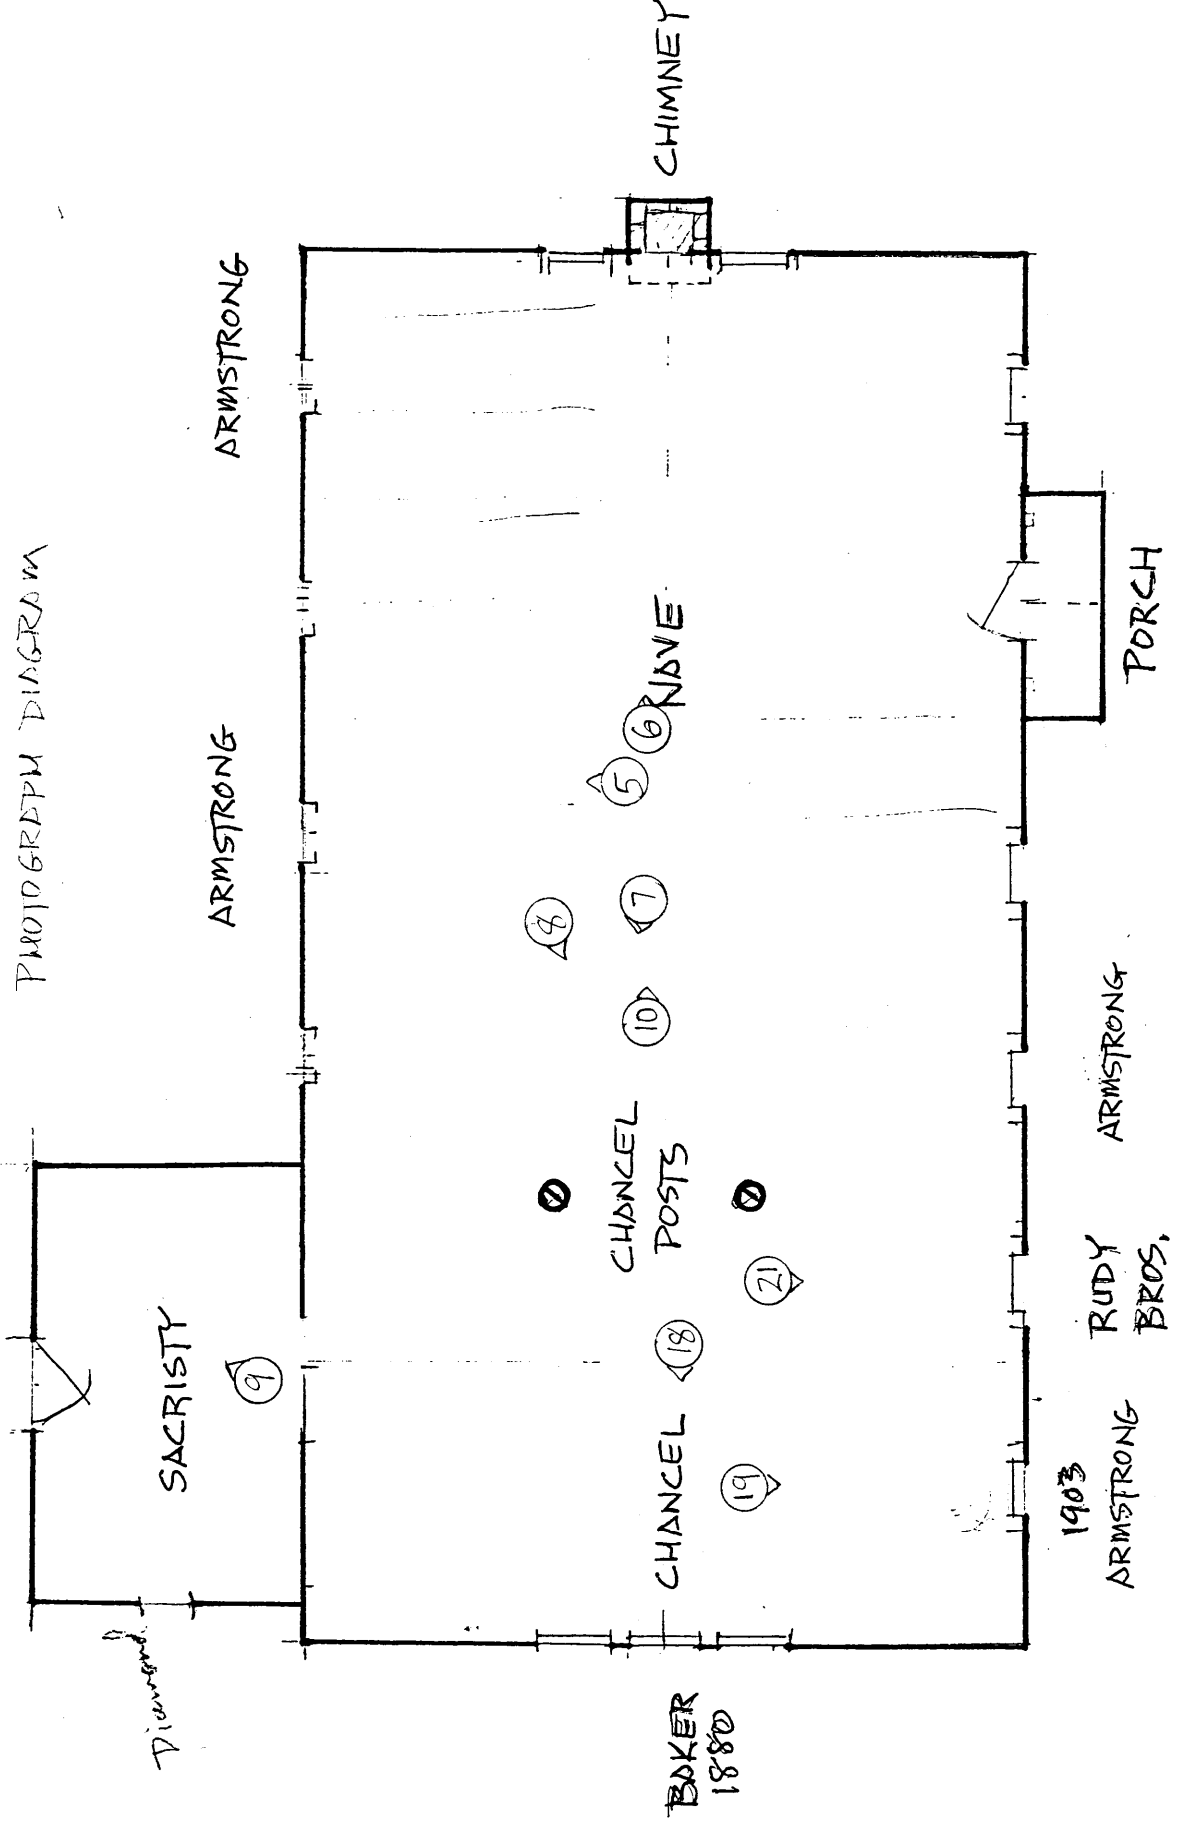 PHOTOGRAPH DIAGRAM
Diamond
SACRISTY
9
ARMSTRONG
ARMSTRONG
BAKER
1880
CHANCEL
19
18
21
CHANCEL
POSTS
10
8
7
5
6
NAVE
CHIMNEY
1903
ARMSTRONG
RUDY
BROS.
ARMSTRONG
PORCH